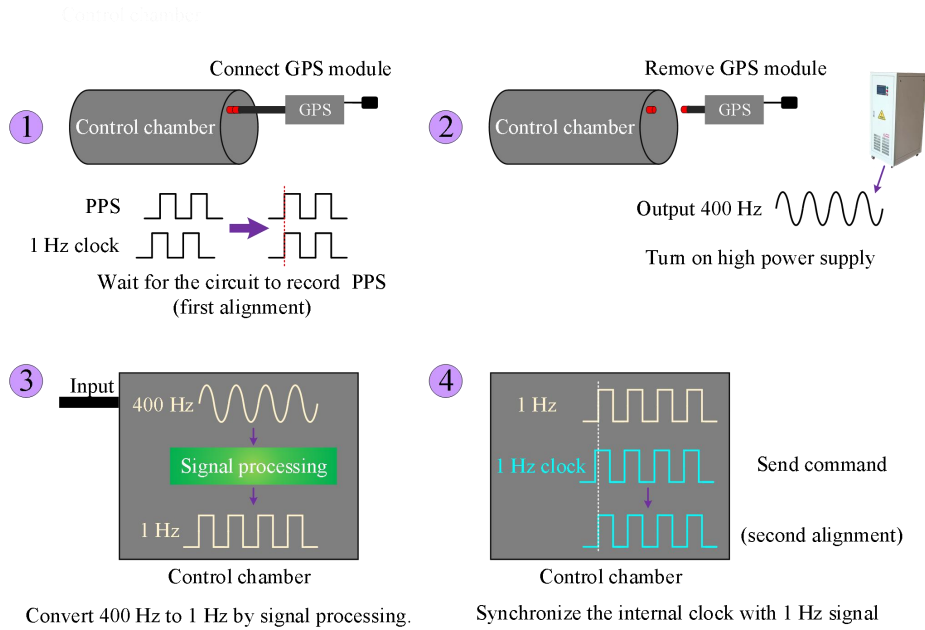 Control chamber
1
Connect GPS module
Control chamber
GPS
PPS
1 Hz clock
Wait for the circuit to record PPS
(first alignment)
2
Remove GPS module
Control chamber
GPS
Output 400 Hz
Turn on high power supply
3
Input
400 Hz
Signal processing
1 Hz
Control chamber
Convert 400 Hz to 1 Hz by signal processing.
4
1 Hz
1 Hz clock
Send command
(second alignment)
Control chamber
Synchronize the internal clock with 1 Hz signal